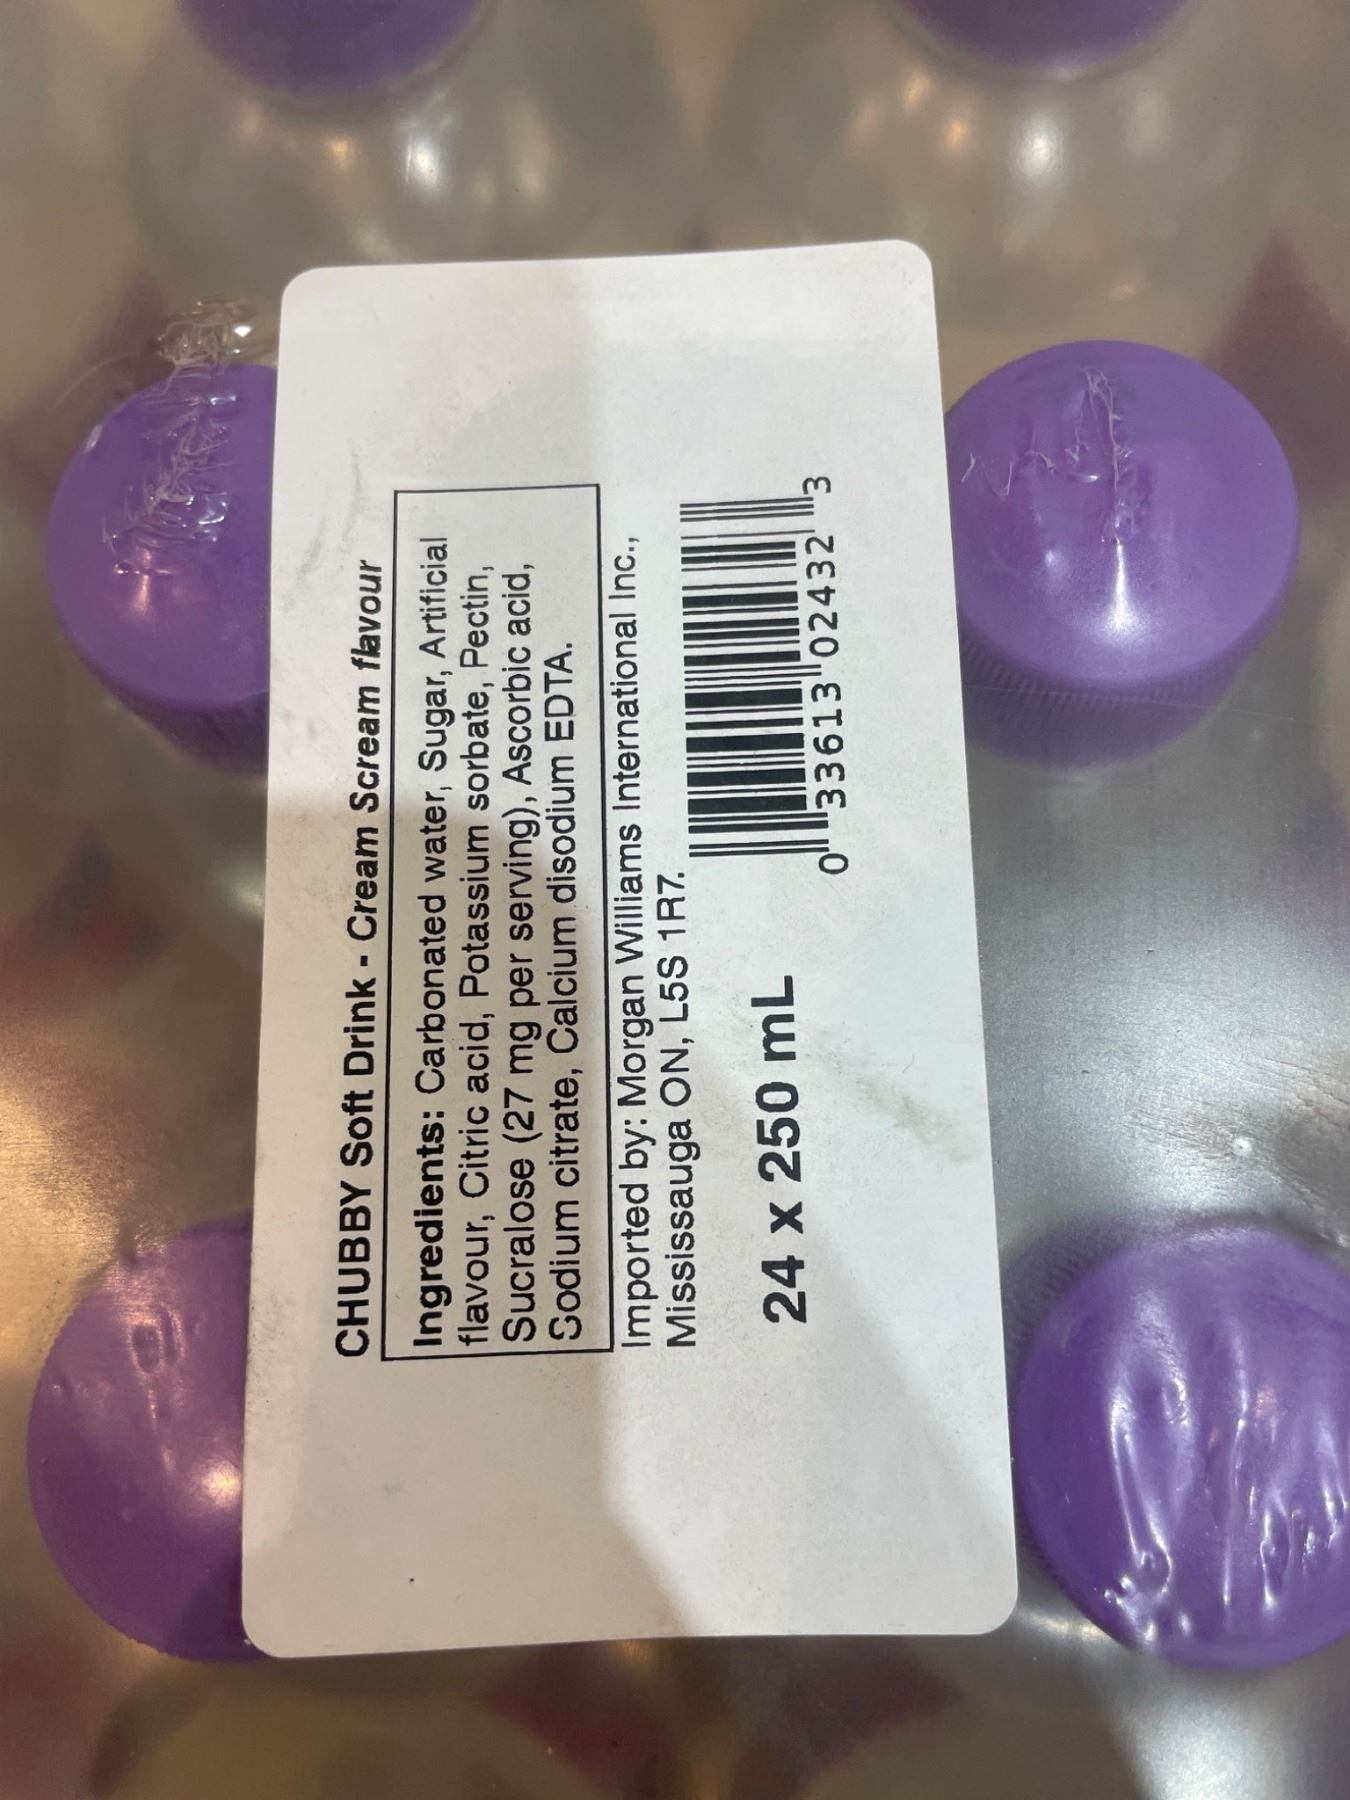 CHUBBY Soft Drink - Cream Scream flavour
Ingredients: Carbonated water, Sugar, Artificial
flavour, Citric acid, Potassium sorbate, Pectin,
Sucralose (27 mg per serving), Ascorbic acid,
Sodium citrate, Calcium disodium EDTA.
Imported by: Morgan Williams International Inc.,
Mississauga ON, L5S 1R7.
24 x 250 mL
0 33613 02432 3